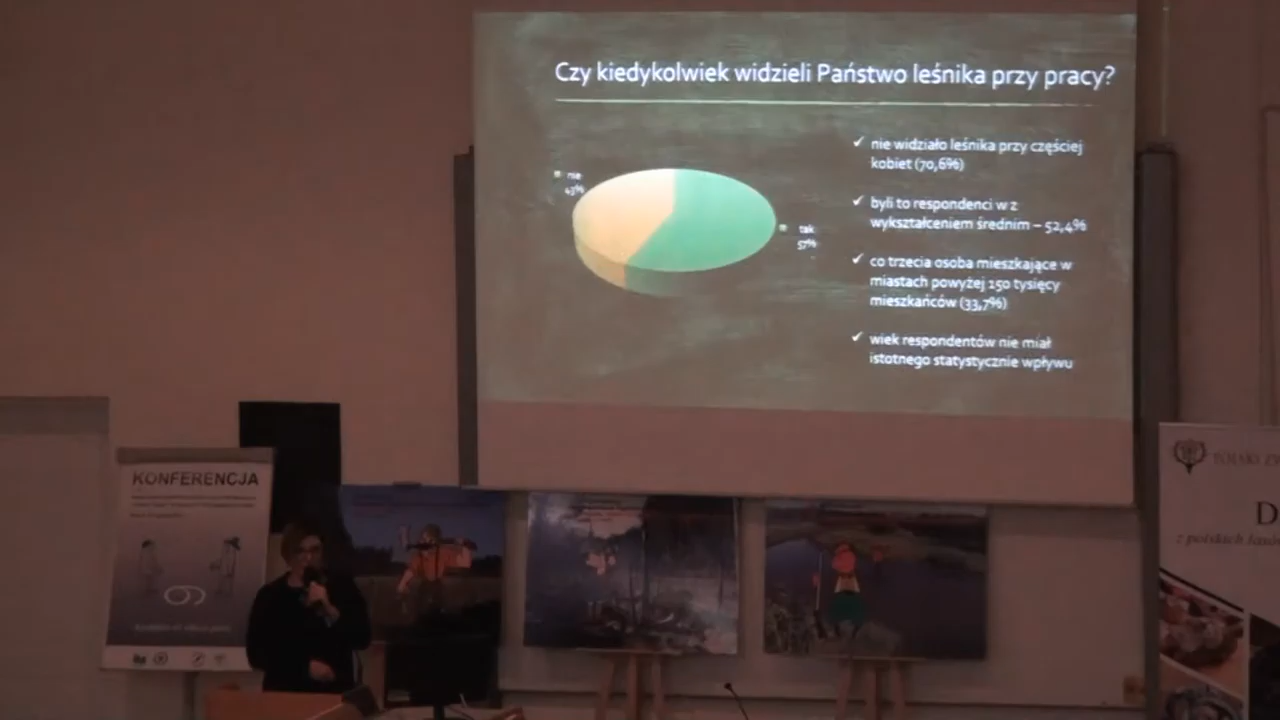 Czy kiedykolwiek widzieli Państwo leśnika przy pracy?
nie
43%
tak
57%
✓ nie widziało leśnika przy częściej
kobiet (70,6%)
✓ byli to respondenci w z
wykształceniem średnim – 52,4%
✓ co trzecia osoba mieszkające w
miastach powyżej 150 tysięcy
mieszkańców (33,7%)
✓ wiek respondentów nie miał
istotnego statystycznie wpływu
KONFERENCJA
D
z polskich